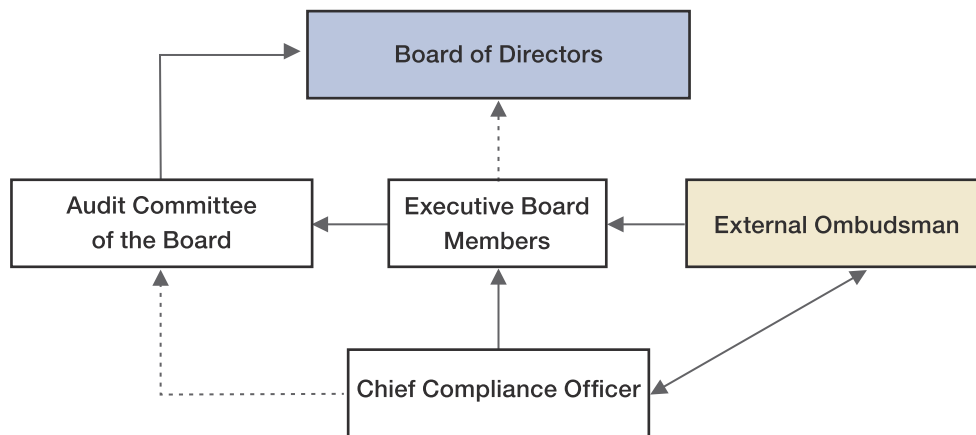 Board of Directors
Audit Committee
of the Board
Executive Board
Members
External Ombudsman
Chief Compliance Officer